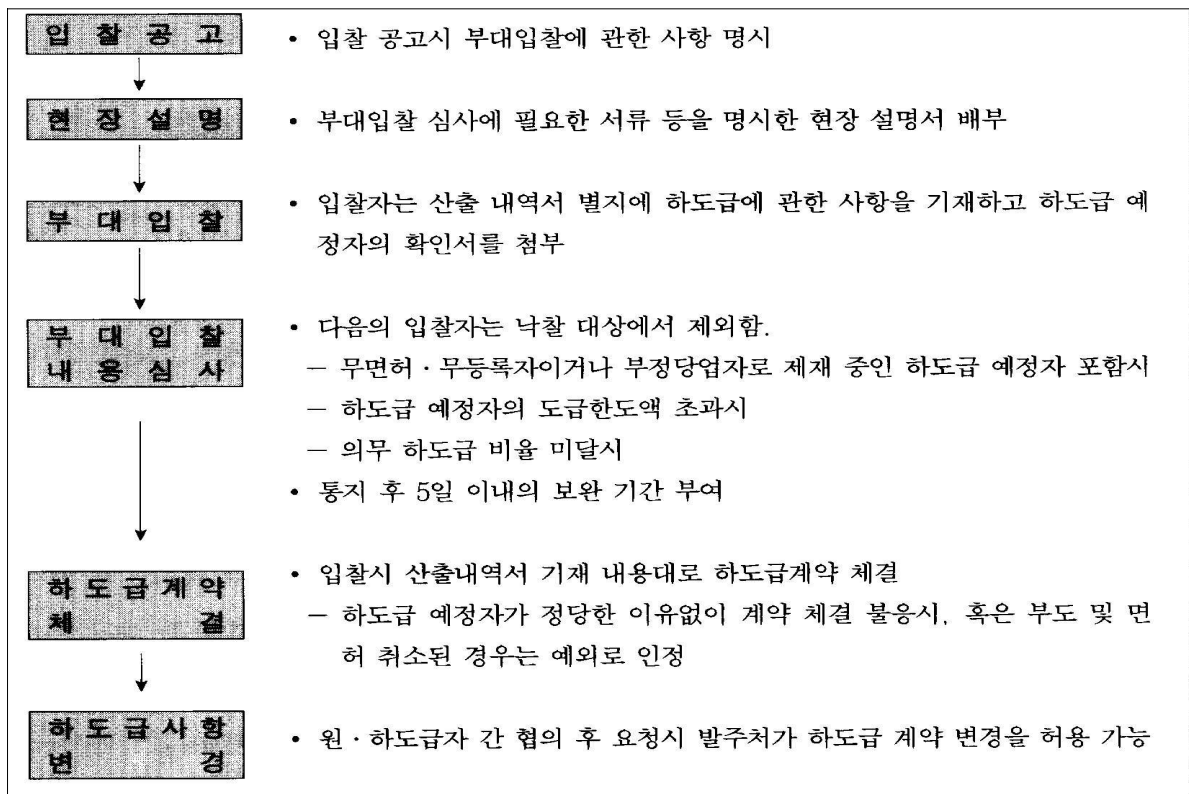 입 찰 공 고
• 입찰 공고시 부대입찰에 관한 사항 명시
현 장 설 명
• 부대입찰 심사에 필요한 서류 등을 명시한 현장 설명서 배부
부 대 입 찰
• 입찰자는 산출 내역서 별지에 하도급에 관한 사항을 기재하고 하도급 예
정자의 확인서를 첨부
부 대 입 찰
내 용 심 사
• 다음의 입찰자는 낙찰 대상에서 제외함.
– 무면허 · 무등록자이거나 부정당업자로 제재 중인 하도급 예정자 포함시
– 하도급 예정자의 도급한도액 초과시
– 의무 하도급 비율 미달시
• 통지 후 5일 이내의 보완 기간 부여
하 도 급 계 약
체 결
• 입찰시 산출내역서 기재 내용대로 하도급계약 체결
– 하도급 예정자가 정당한 이유없이 계약 체결 불응시, 혹은 부도 및 면
허 취소된 경우는 예외로 인정
하 도 급 사 항
변 경
• 원 · 하도급자 간 협의 후 요청시 발주처가 하도급 계약 변경을 허용 가능